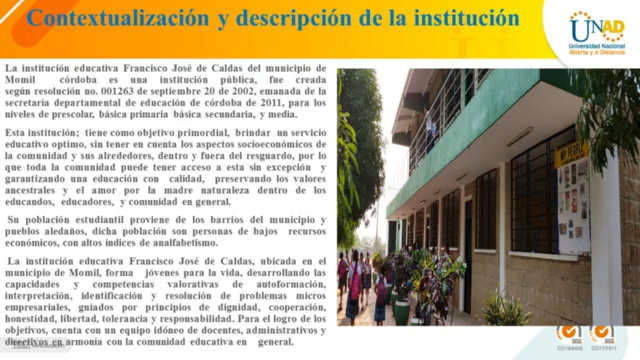 Contextualización y descripción de la institución
UNAD
Universidad Nacional
Abierta y a Distancia
La institución educativa Francisco José de Caldas del municipio de
Momil córdoba es una institución pública, fue creada
según resolución no. 001263 de septiembre 20 de 2002, emanada de la
secretaria departamental de educación de córdoba de 2011, para los
niveles de prescolar, básica primaria básica secundaria, y media.
Esta institución; tiene como objetivo primordial, brindar un servicio
educativo optimo, sin tener en cuenta los aspectos socioeconómicos de
la comunidad y sus alrededores, dentro y fuera del resguardo, por lo
que toda la comunidad puede tener acceso a esta sin excepción y
garantizando una educación con calidad, preservando los valores
ancestrales y el amor por la madre naturaleza dentro de los
educandos, educadores, y comunidad en general.
Su población estudiantil proviene de los barrios del municipio y
pueblos aledaños, dicha población son personas de bajos recursos
económicos, con altos índices de analfabetismo.
La institución educativa Francisco José de Caldas, ubicada en el
municipio de Momil, forma jóvenes para la vida, desarrollando las
capacidades y competencias valorativas de autoformación,
interpretación, identificación y resolución de problemas micros
empresariales, guiados por principios de dignidad, cooperación,
honestidad, libertad, tolerancia y responsabilidad. Para el logro de los
objetivos, cuenta con un equipo idóneo de docentes, administrativos y
directivos en armonía con la comunidad educativa en general.